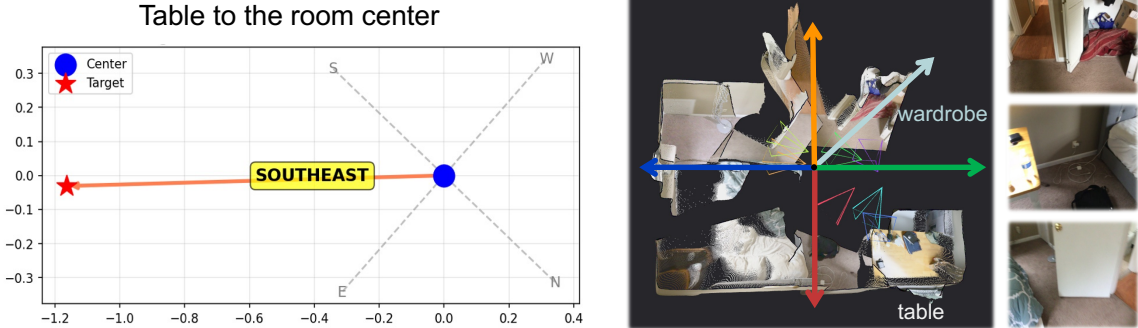 Table to the room center
Center
Target
S
W
SOUTHEAST
E
N
0.3
0.2
0.1
0.0
−0.1
−0.2
−0.3
−1.2
−1.0
−0.8
−0.6
−0.4
−0.2
0.0
0.2
0.4
wardrobe
table